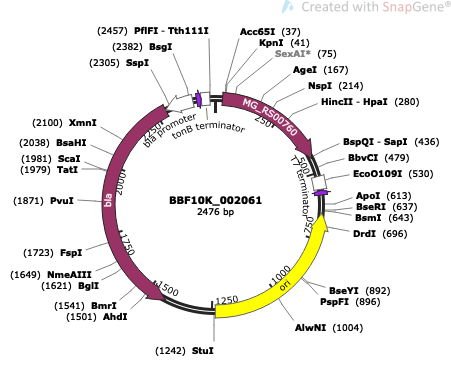 Created with SnapGene®
(2457) PflFI - Tth111I
(2382) BsgI
(2305) SspI
Acc65I (37)
KpnI (41)
SexAI* (75)
AgeI (167)
NspI (214)
HincII - HpaI (280)
(2100) XmnI
(2038) BsaHI
(1981) ScaI
(1979) TatI
(1871) PvuI
(1723) FspI
(1649) NmeAIII
(1621) BglI
(1541) BmrI
(1501) AhdI
(1242) StuI
BspQI - SapI (436)
BbvCI (479)
EcoO109I (530)
ApoI (613)
BseRI (637)
BsmI (643)
DrdI (696)
BseYI (892)
PspFI (896)
AlwNI (1004)
MG_RS00760
bla promoter
tonB terminator
T7 terminator
bla
ori
250
500
750
1000
1250
1500
1750
2000
2250
BBF10K_002061
2476 bp